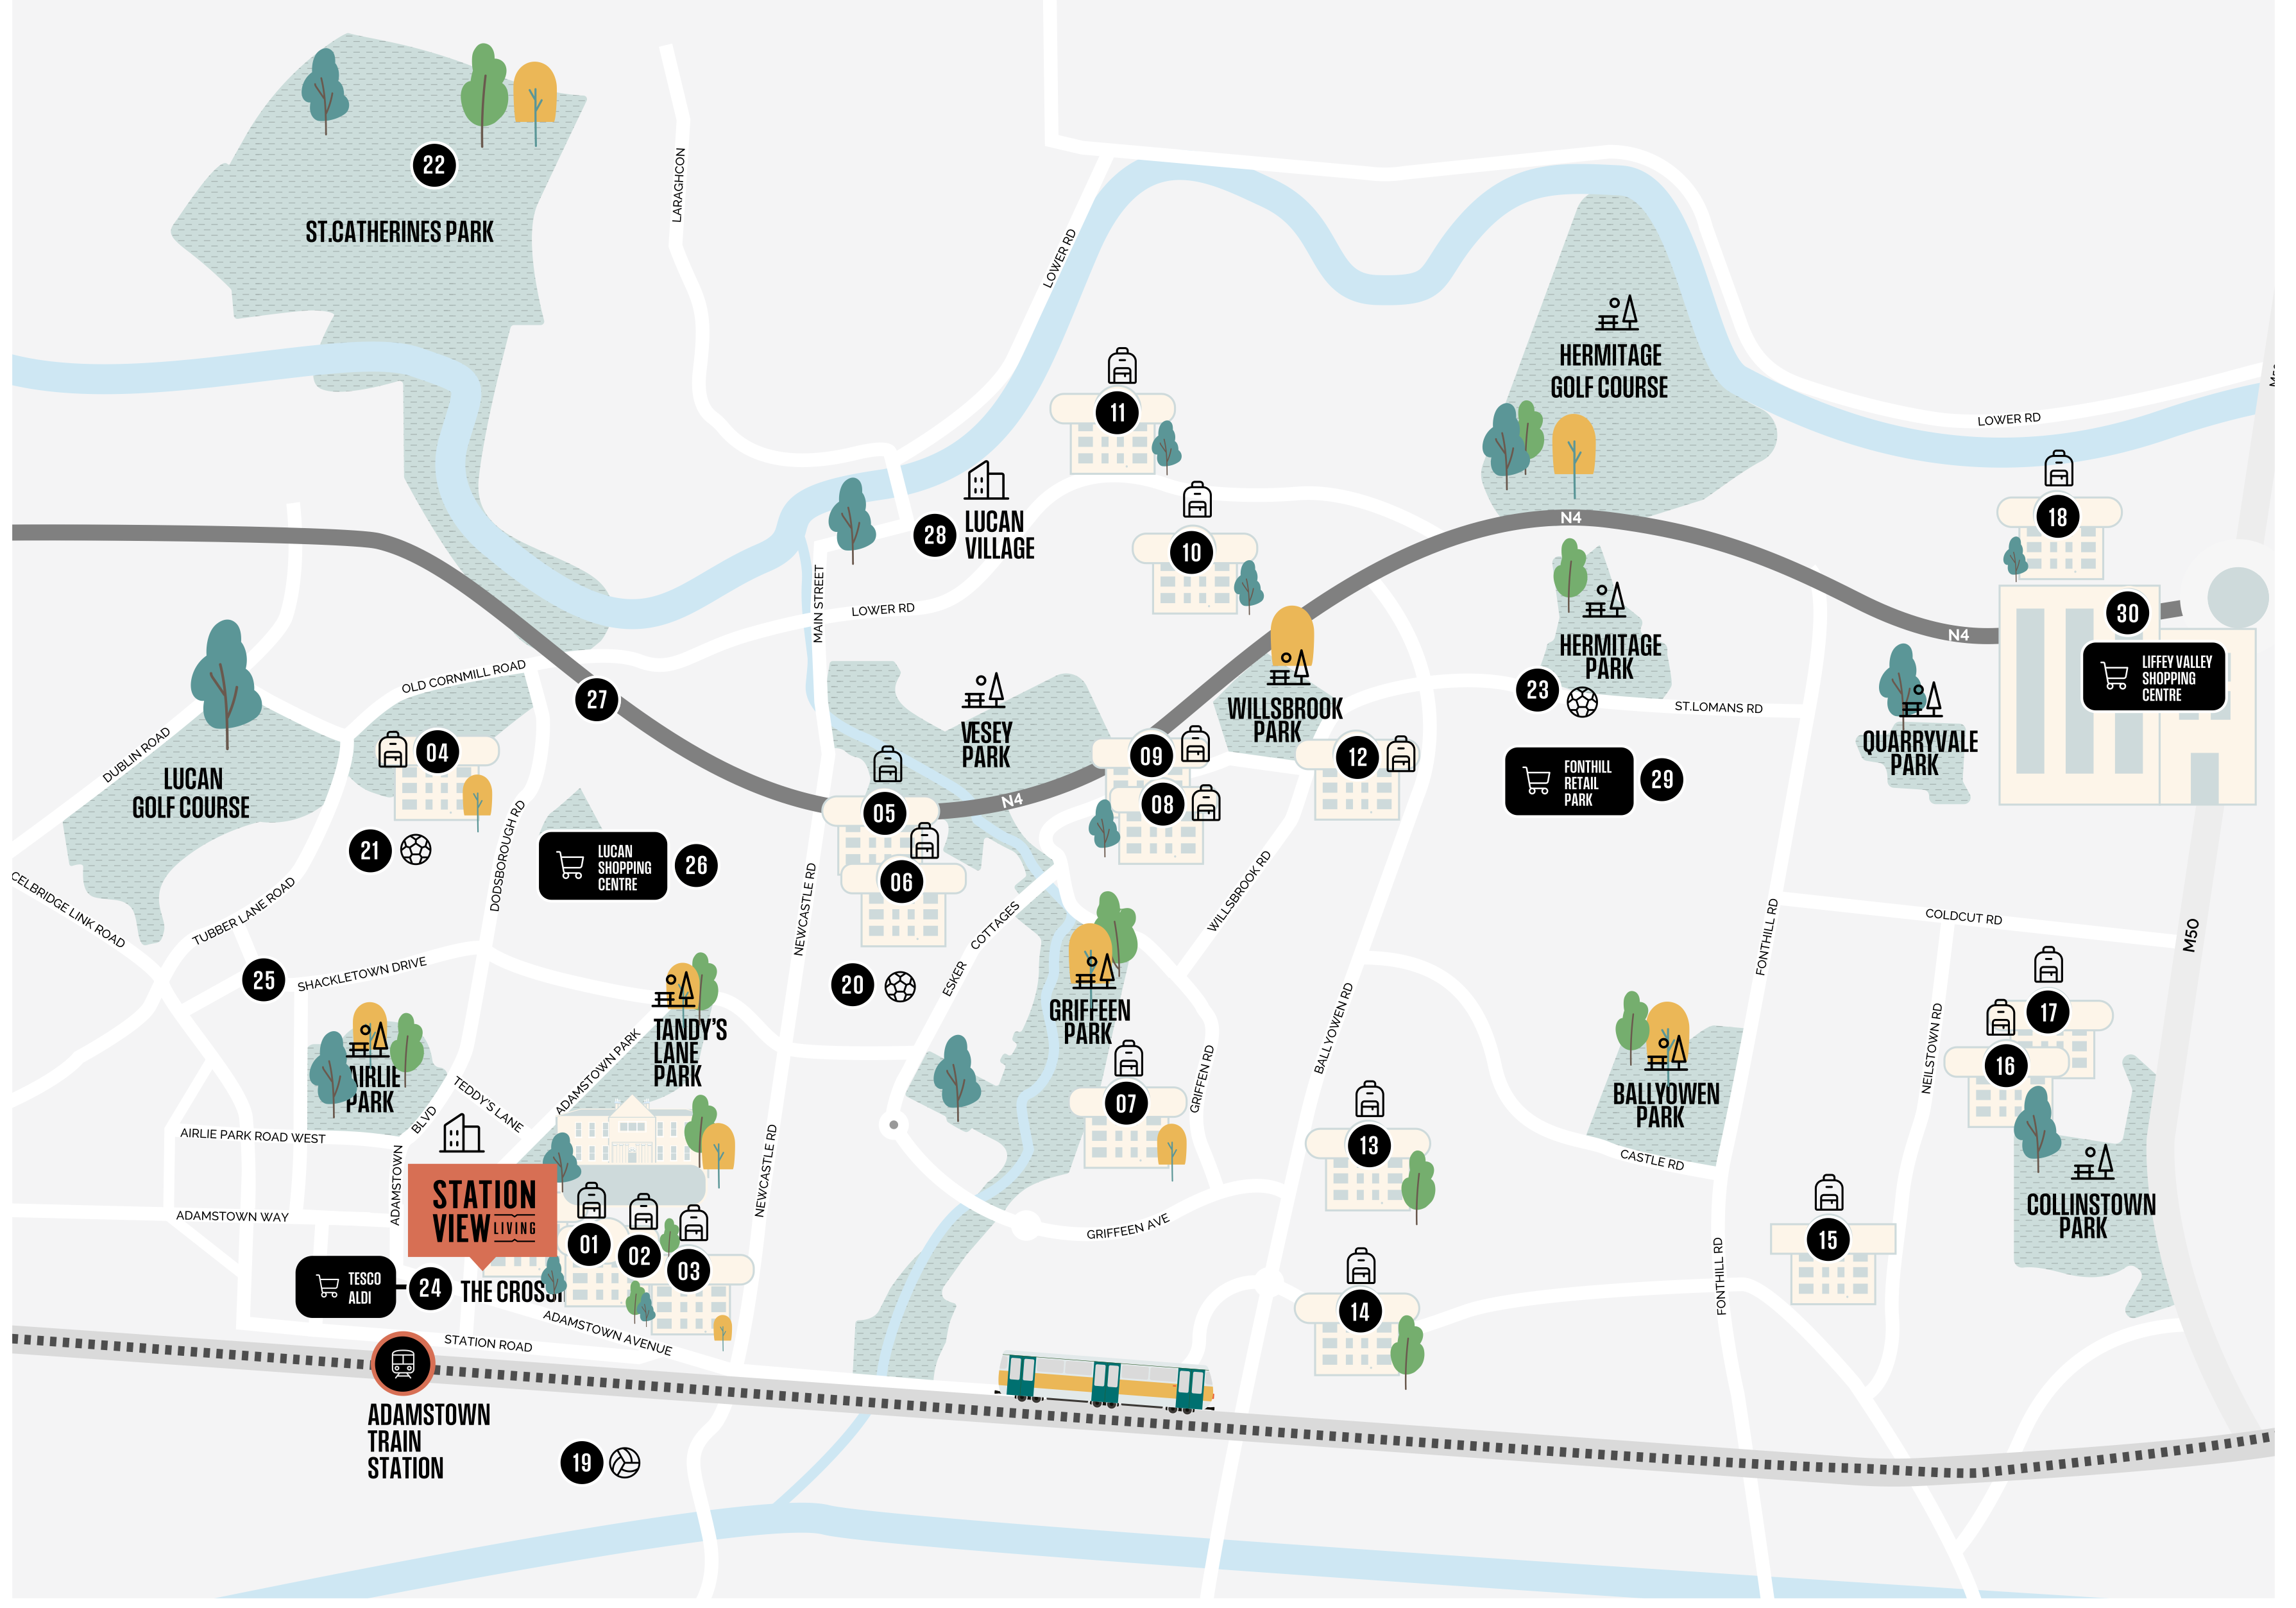 22
ST.CATHERINES PARK
LARAGHCON
LOWER RD
HERMITAGE
GOLF COURSE
LOWER RD
11
18
N4
28
LUCAN
VILLAGE
10
MAIN STREET
LOWER RD
30
N4
HERMITAGE
PARK
LIFFEY VALLEY
SHOPPING
CENTRE
OLD CORNMILL ROAD
27
23
ST.LOMANS RD
WILLSBROOK
PARK
VESEY
PARK
QUARRYVALE
PARK
DUBLIN ROAD
04
09
12
LUCAN
GOLF COURSE
FONTHILL
RETAIL
PARK
29
N4
05
08
21
DODSBOROUGH RD
LUCAN
SHOPPING
CENTRE
26
06
CELBRIDGE LINK ROAD
TUBBER LANE ROAD
NEWCASTLE RD
ESKER
COTTAGES
WILLSBROOK RD
FONTHILL RD
COLDCUT RD
M50
25
SHACKLETOWN DRIVE
20
GRIFFEEN
PARK
TANDY'S
LANE
PARK
17
AIRLIE
PARK
ADAMSTOWN PARK
BALLYOWEN RD
NEILSTOWN RD
16
TEDDY'S LANE
BLVD
GRIFFEN RD
07
BALLYOWEN
PARK
AIRLIE PARK ROAD WEST
13
CASTLE RD
ADAMSTOWN
NEWCASTLE RD
STATION
VIEW LIVING
ADAMSTOWN WAY
GRIFFEEN AVE
COLLINSTOWN
PARK
01
02
03
15
FONTHILL RD
TESCO
ALDI
24
THE CROSSI
14
ADAMSTOWN AVENUE
STATION ROAD
ADAMSTOWN
TRAIN
STATION
19